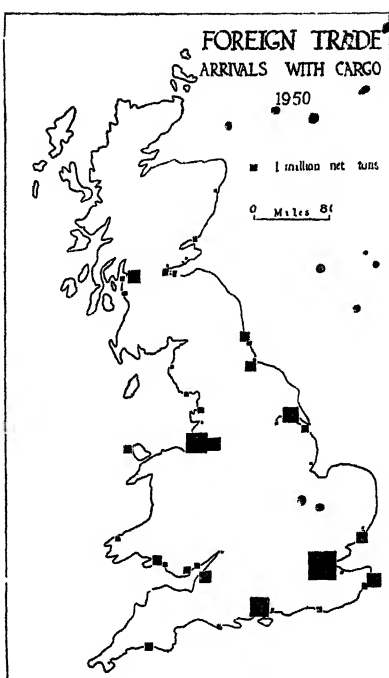 FOREIGN TRADE
ARRIVALS WITH CARGO
1950
1 million net tons
0 Miles 80